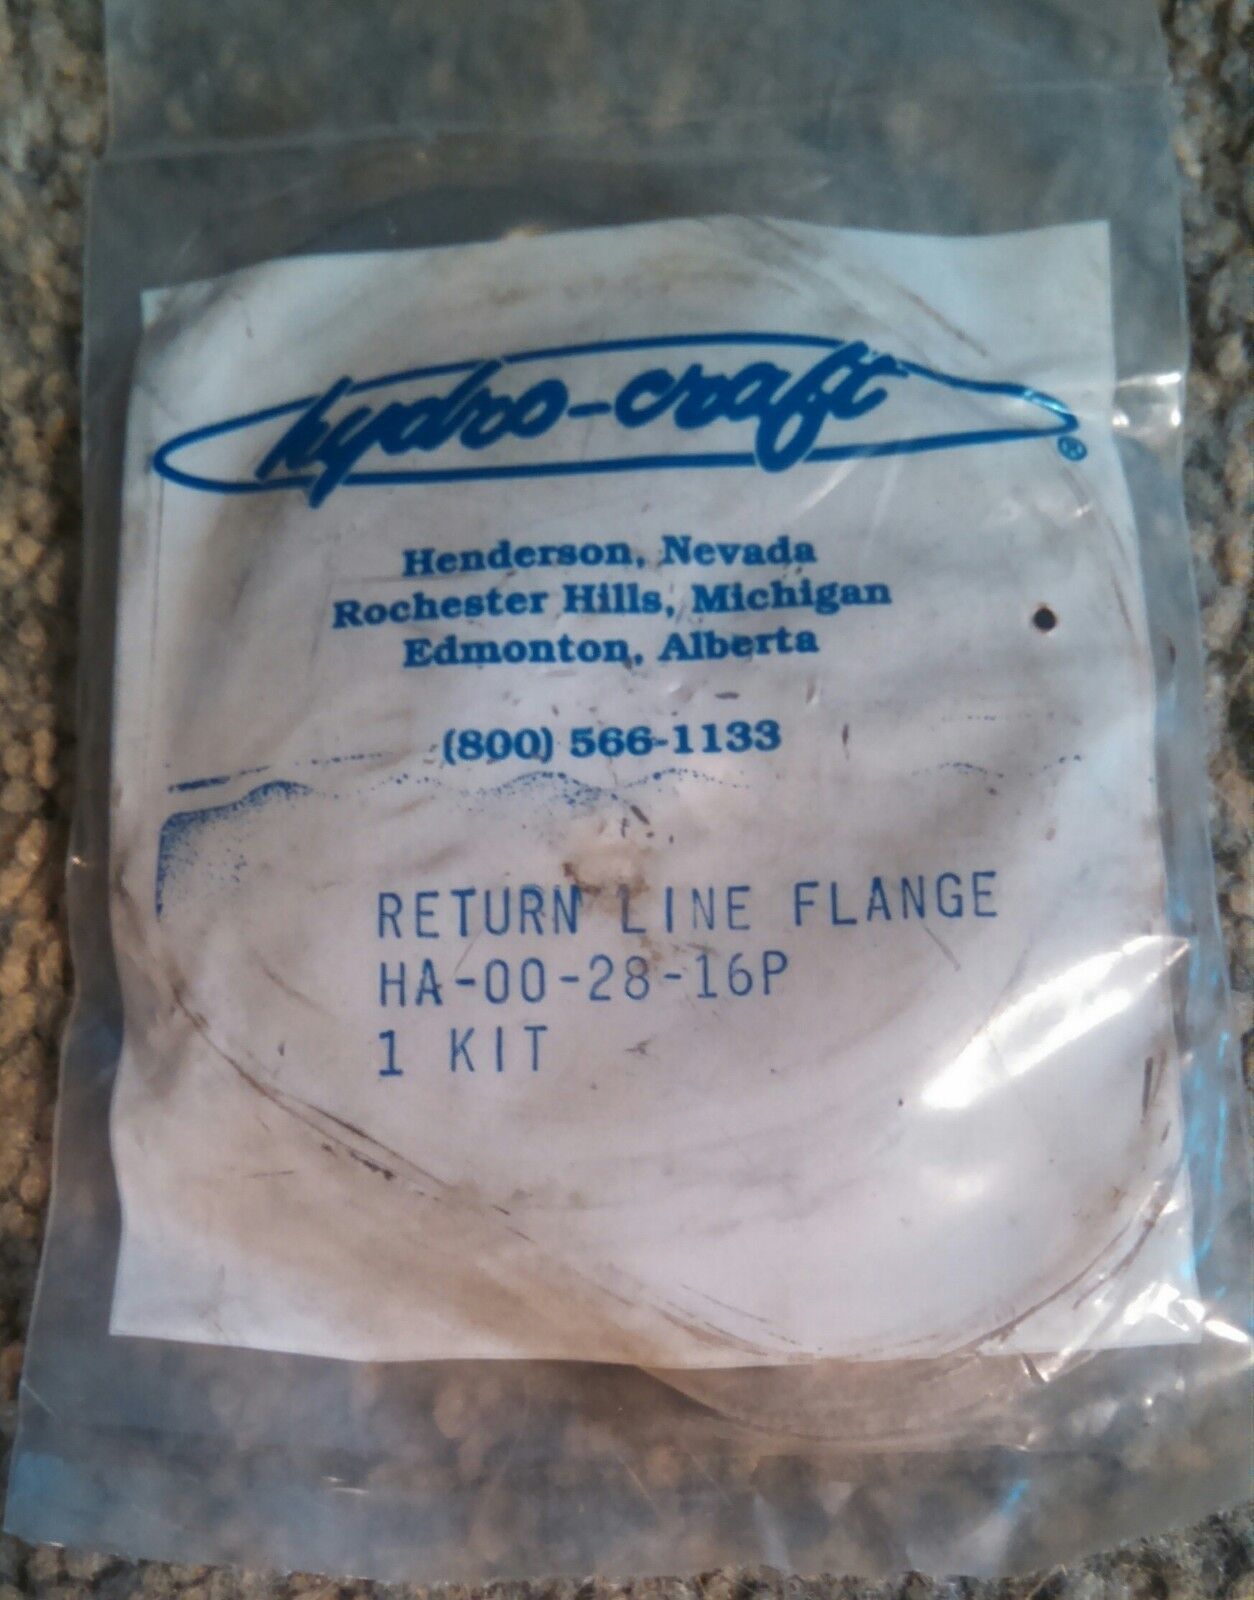 hydro-craft
®
Henderson, Nevada
Rochester Hills, Michigan
Edmonton, Alberta
(800) 566-1133
RETURN LINE FLANGE
HA-00-28-16P
1 KIT